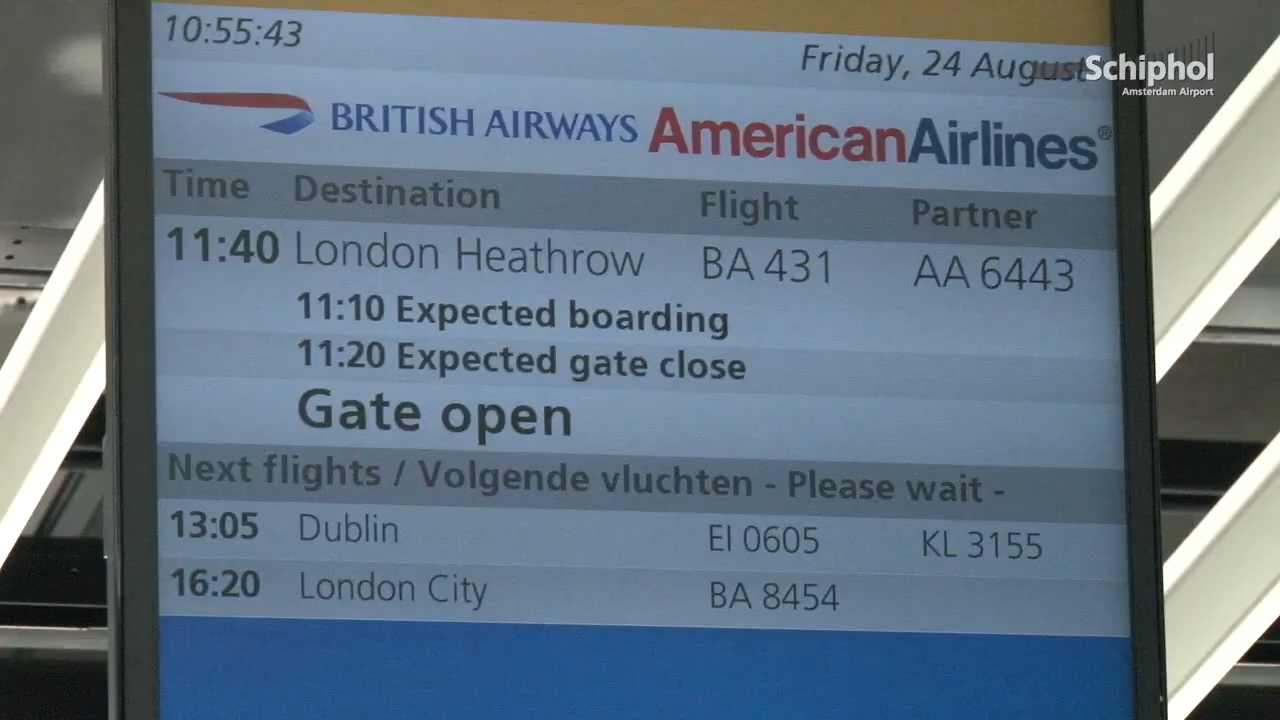 10:55:43
Friday, 24 August
Schiphol
Amsterdam Airport
BRITISH AIRWAYS AmericanAirlines®
Time Destination Flight Partner
11:40 London Heathrow BA 431 AA 6443
11:10 Expected boarding
11:20 Expected gate close
Gate open
Next flights / Volgende vluchten - Please wait -
13:05 Dublin EI 0605 KL 3155
16:20 London City BA 8454